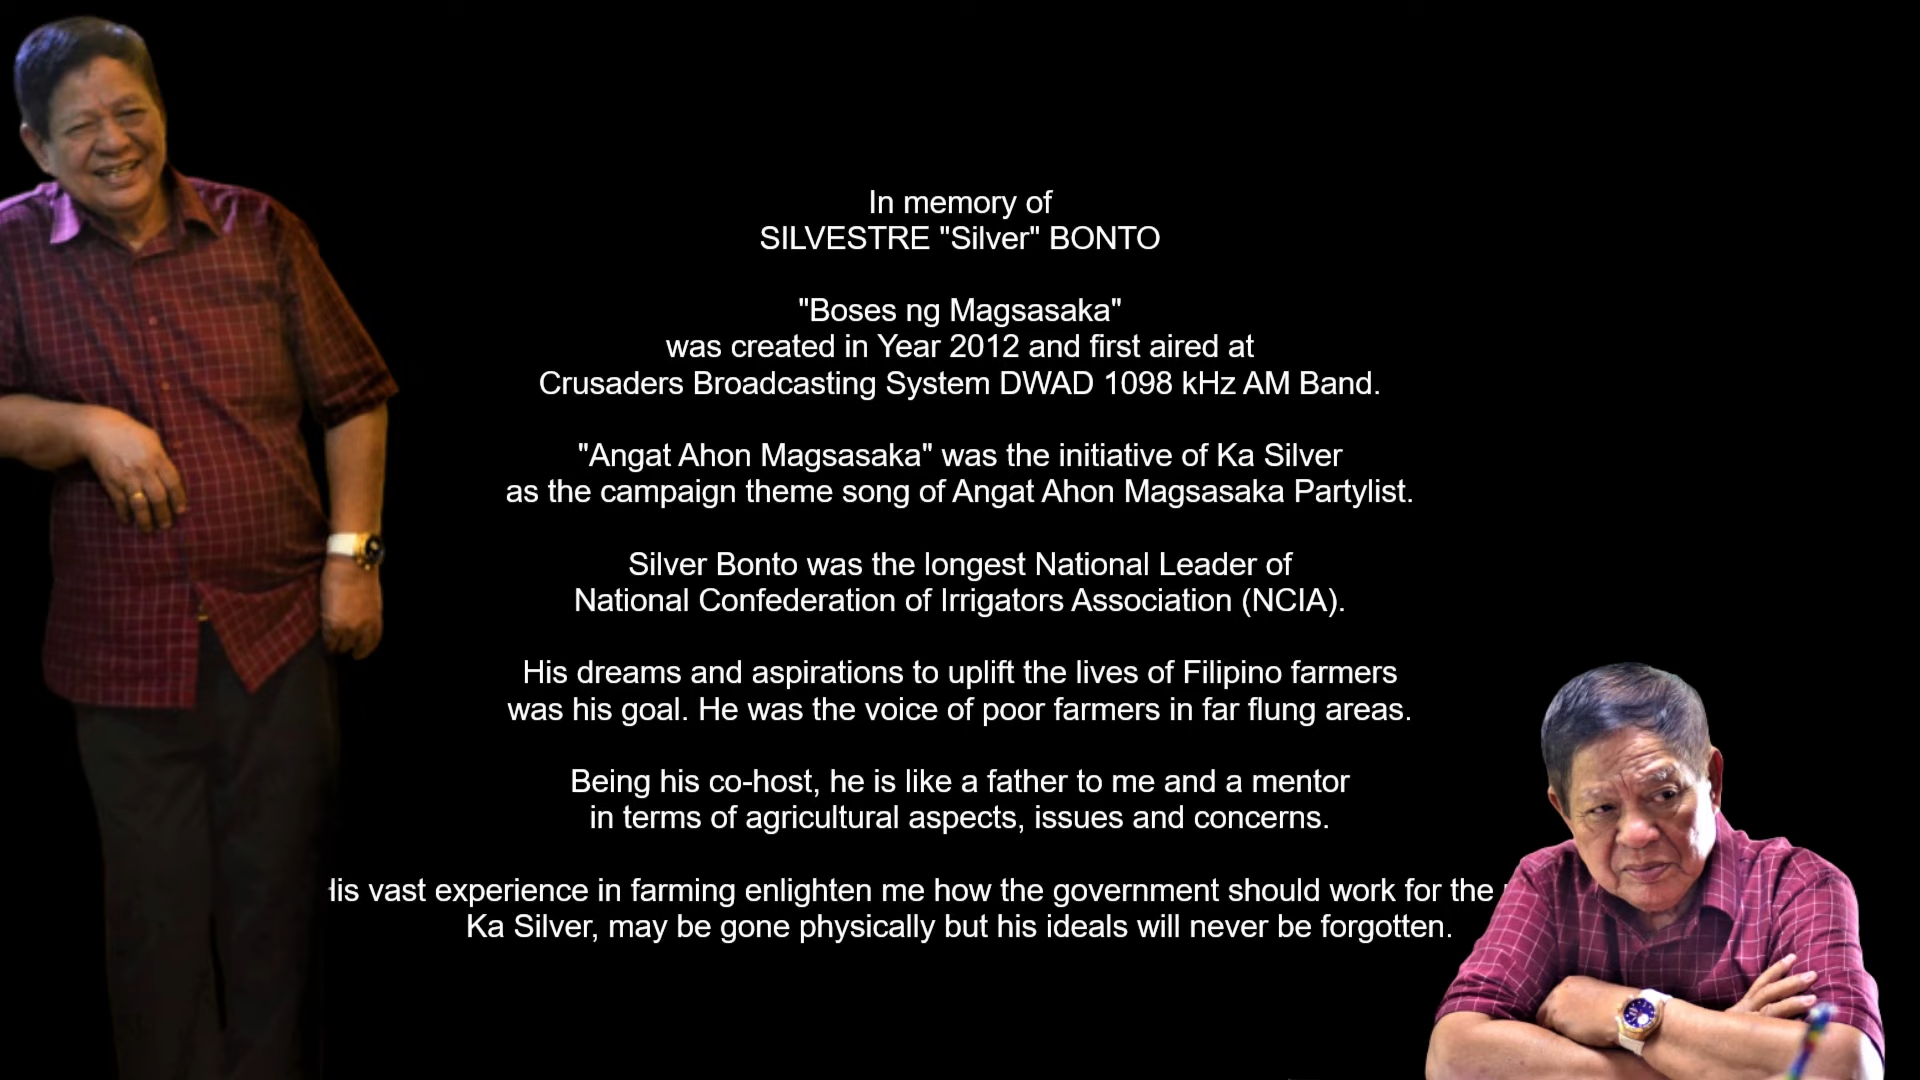 In memory of
SILVESTRE "Silver" BONTO
"Boses ng Magsasaka"
was created in Year 2012 and first aired at
Crusaders Broadcasting System DWAD 1098 kHz AM Band.
"Angat Ahon Magsasaka" was the initiative of Ka Silver
as the campaign theme song of Angat Ahon Magsasaka Partylist.
Silver Bonto was the longest National Leader of
National Confederation of Irrigators Association (NCIA).
His dreams and aspirations to uplift the lives of Filipino farmers
was his goal. He was the voice of poor farmers in far flung areas.
Being his co-host, he is like a father to me and a mentor
in terms of agricultural aspects, issues and concerns.
His vast experience in farming enlighten me how the government should work for the
Ka Silver, may be gone physically but his ideals will never be forgotten.